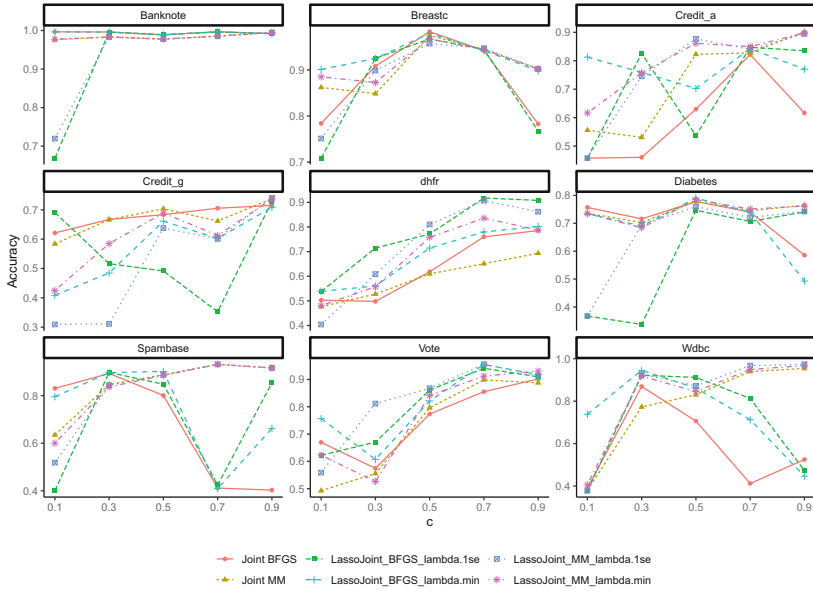 Banknote
Breastc
Credit_a
1.0
0.9
0.8
0.7
0.9
0.8
0.7
0.9
0.8
0.7
0.6
0.5
Credit_g
dhfr
Diabetes
0.7
0.6
0.5
0.4
0.3
0.9
0.8
0.7
0.6
0.5
0.4
0.8
0.7
0.6
0.5
0.4
Accuracy
Spambase
Vote
Wdbc
0.8
0.6
0.4
0.9
0.8
0.7
0.6
0.5
1.0
0.8
0.6
0.4
0.1 0.3 0.5 0.7 0.9
0.1 0.3 0.5 0.7 0.9
0.1 0.3 0.5 0.7 0.9
c
Joint BFGS
LassoJoint_BFGS_lambda.1se
LassoJoint_MM_lambda.1se
Joint MM
LassoJoint_BFGS_lambda.min
LassoJoint_MM_lambda.min